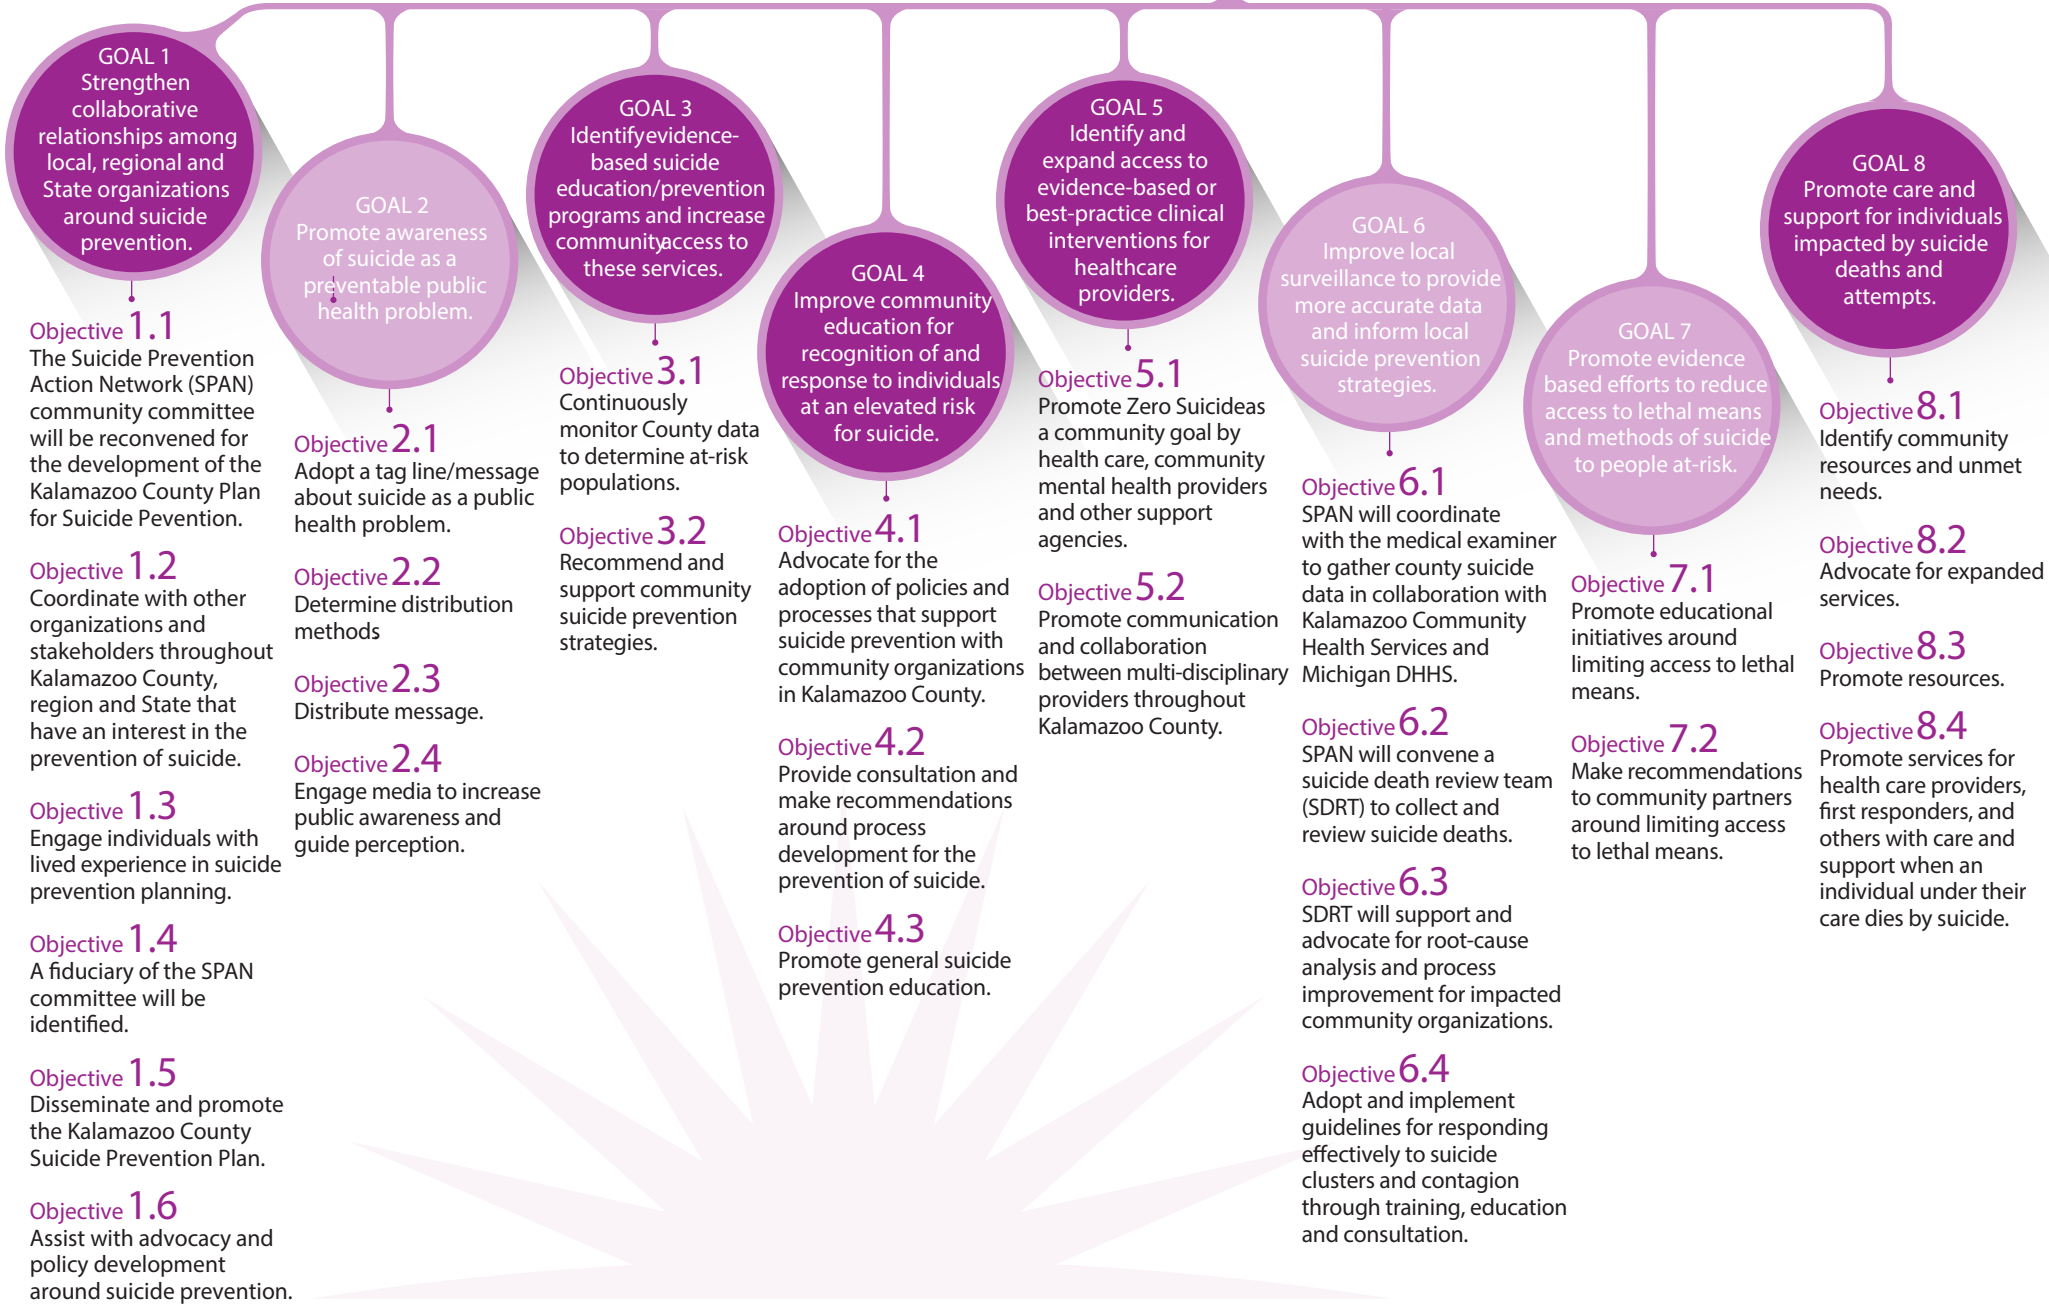 GOAL 1
Strengthen
collaborative
relationships among
local, regional and
State organizations
around suicide
prevention.
Objective 1.1
The Suicide Prevention
Action Network (SPAN)
community committee
will be reconvened for
the development of the
Kalamazoo County Plan
for Suicide Pevention.
Objective 1.2
Coordinate with other
organizations and
stakeholders throughout
Kalamazoo County,
region and State that
have an interest in the
prevention of suicide.
Objective 1.3
Engage individuals with
lived experience in suicide
prevention planning.
Objective 1.4
A fiduciary of the SPAN
committee will be
identified.
Objective 1.5
Disseminate and promote
the Kalamazoo County
Suicide Prevention Plan.
Objective 1.6
Assist with advocacy and
policy development
around suicide prevention.
GOAL 2
Promote awareness
of suicide as a
preventable public
health problem.
Objective 2.1
Adopt a tag line/message
about suicide as a public
health problem.
Objective 2.2
Determine distribution
methods
Objective 2.3
Distribute message.
Objective 2.4
Engage media to increase
public awareness and
guide perception.
GOAL 3
Identifyevidence-
based suicide
education/prevention
programs and increase
communityaccess to
these services.
Objective 3.1
Continuously
monitor County data
to determine at-risk
populations.
Objective 3.2
Recommend and
support community
suicide prevention
strategies.
GOAL 4
Improve community
education for
recognition of and
response to individuals
at an elevated risk
for suicide.
Objective 4.1
Advocate for the
adoption of policies and
processes that support
suicide prevention with
community organizations
in Kalamazoo County.
Objective 4.2
Provide consultation and
make recommendations
around process
development for the
prevention of suicide.
Objective 4.3
Promote general suicide
prevention education.
GOAL 5
Identify and
expand access to
evidence-based or
best-practice clinical
interventions for
healthcare
providers.
Objective 5.1
Promote Zero Suicideas
a community goal by
health care, community
mental health providers
and other support
agencies.
Objective 5.2
Promote communication
and collaboration
between multi-disciplinary
providers throughout
Kalamazoo County.
GOAL 6
Improve local
surveillance to provide
more accurate data
and inform local
suicide prevention
strategies.
Objective 6.1
SPAN will coordinate
with the medical examiner
to gather county suicide
data in collaboration with
Kalamazoo Community
Health Services and
Michigan DHHS.
Objective 6.2
SPAN will convene a
suicide death review team
(SDRT) to collect and
review suicide deaths.
Objective 6.3
SDRT will support and
advocate for root-cause
analysis and process
improvement for impacted
community organizations.
Objective 6.4
Adopt and implement
guidelines for responding
effectively to suicide
clusters and contagion
through training, education
and consultation.
GOAL 7
Promote evidence
based efforts to reduce
access to lethal means
and methods of suicide
to people at-risk.
Objective 7.1
Promote educational
initiatives around
limiting access to lethal
means.
Objective 7.2
Make recommendations
to community partners
around limiting access
to lethal means.
GOAL 8
Promote care and
support for individuals
impacted by suicide
deaths and
attempts.
Objective 8.1
Identify community
resources and unmet
needs.
Objective 8.2
Advocate for expanded
services.
Objective 8.3
Promote resources.
Objective 8.4
Promote services for
health care providers,
first responders, and
others with care and
support when an
individual under their
care dies by suicide.